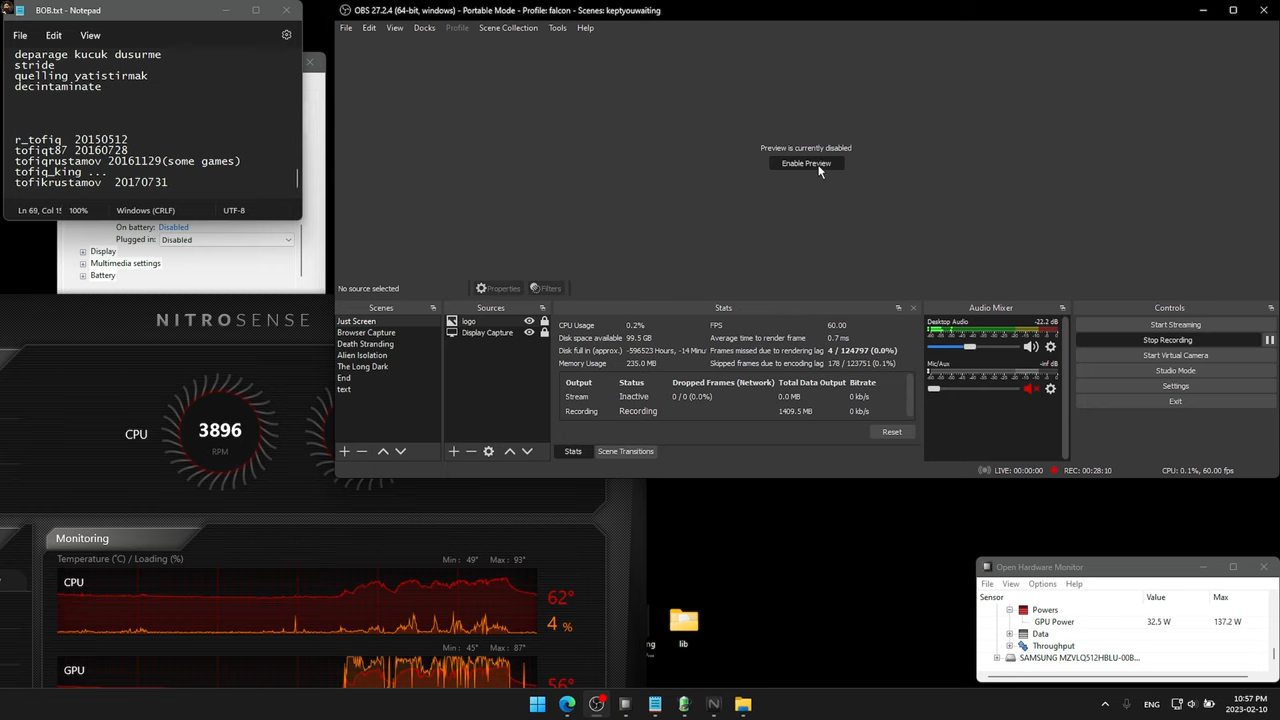 BOB.txt - Notepad
File Edit View
deparage kucuk dusurme
stride
quelling yatistirmak
decintaminate
r_tofiq 20150512
tofiqt87 20160728
tofiqrustamov 20161129(some games)
tofiq_king ...
tofikrustamov 20170731
100% Windows (CRLF) UTF-8
On battery: Disabled
Plugged in: Disabled
Display
Multimedia settings
Battery
NITROSENSE
CPU
3896
RPM
Monitoring
Temperature (°C) / Loading (%) Min : 49° Max : 93°
CPU
62°
4 %
Min : 45° Max : 87°
GPU
56°
OBS 27.2.4 (64-bit, windows) - Portable Mode - Profile: falcon - Scenes: keptyouwaiting
File Edit View Docks Profile Scene Collection Tools Help
Preview is currently disabled
Enable Preview
No source selected Properties Filters
Scenes
Just Screen
Browser Capture
Death Stranding
Alien Isolation
The Long Dark
End
text
Sources
logo
Display Capture
Stats
CPU Usage 0.2% FPS 60.00
Disk space available 99.5 GB Average time to render frame 0.7 ms
Disk full in (approx.) -596523 Hours, -14 Minu Frames missed due to rendering lag 4 / 124797 (0.0%)
Memory Usage 235.0 MB Skipped frames due to encoding lag 178 / 123751 (0.1%)
Output Status Dropped Frames (Network) Total Data Output Bitrate
Stream Inactive 0 / 0 (0.0%) 0.0 MB 0 kb/s
Recording Recording 1409.5 MB 0 kb/s
Reset
Stats Scene Transitions
Audio Mixer
Desktop Audio -22.2 dB
Mic/Aux -inf dB
Controls
Start Streaming
Stop Recording
Start Virtual Camera
Studio Mode
Settings
Exit
LIVE: 00:00:00 REC: 00:28:10 CPU: 0.1%, 60.00 fps
lib
Open Hardware Monitor
File View Options Help
Sensor Value Max
Powers
GPU Power 32.5 W 137.2 W
Data
Throughput
SAMSUNG MZVLQ512HBLU-00B...
ENG
10:57 PM
2023-02-10